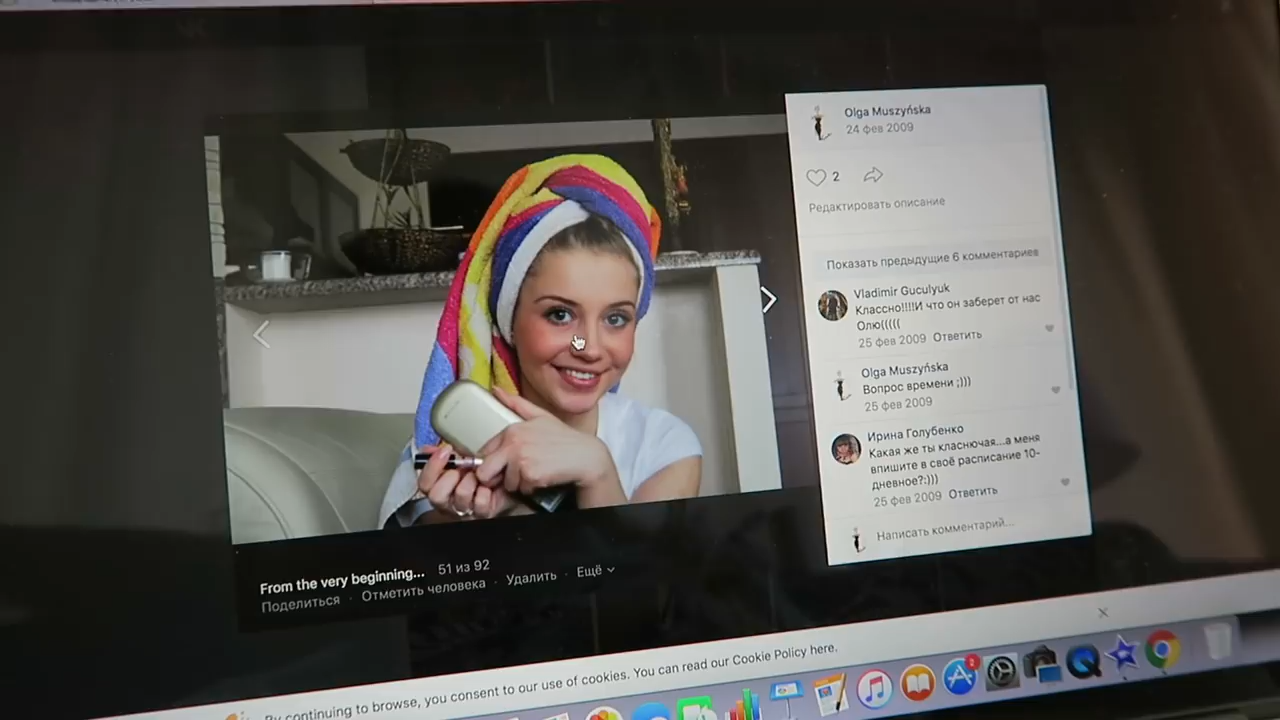 Olga Muszyńska
24 фев 2009
2
Редактировать описание
Показать предыдущие 6 комментариев
Vladimir Guculyuk
Классно!!!!И что он заберет от нас
Олю(((((
25 фев 2009 Ответить
Olga Muszyńska
Вопрос времени ;)))
25 фев 2009
Ирина Голубенко
Какая же ты класнючая...а меня
впишите в своё расписание 10-
дневное?:)))
25 фев 2009 Ответить
Написать комментарий...
From the very beginning... 51 из 92
Поделиться · Отметить человека · Удалить · Ещё
By continuing to browse, you consent to our use of cookies. You can read our Cookie Policy here.
2